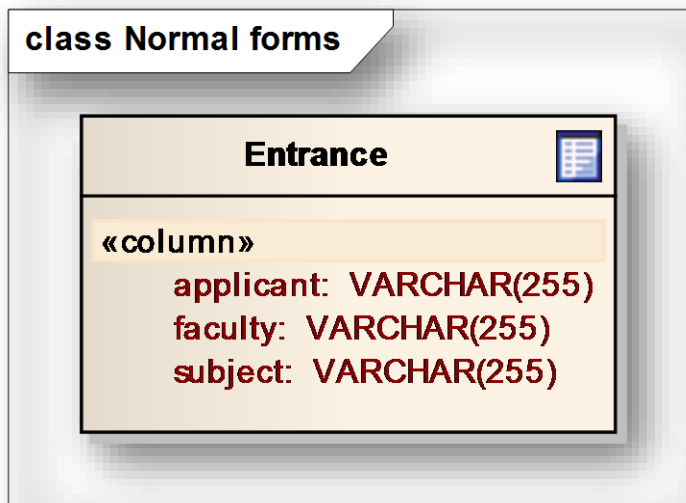 class Normal forms
Entrance
«column»
applicant: VARCHAR(255)
faculty: VARCHAR(255)
subject: VARCHAR(255)